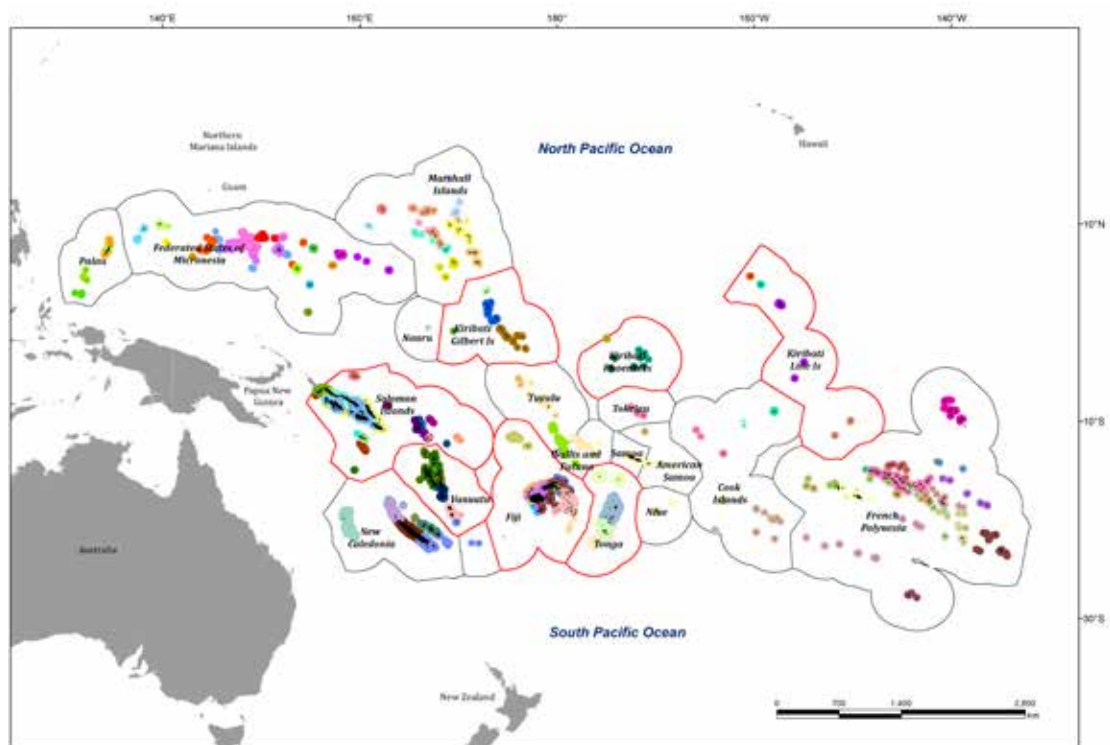 140°E 160°E 180° 160°W 140°W
Northern
Mariana Islands
Hawaii
North Pacific Ocean
Guam
Marshall
Islands
10°N
Palau
Federated States of
Micronesia
Nauru
Kiribati
Gilbert Is
Kiribati
Phoenix Is
Kiribati
Line Is
Papua New
Guinea
Solomon
Islands
Tuvalu
Tokelau
10°S
Wallis and
Futuna
Samoa
American
Samoa
Vanuatu
Fiji
Cook
Islands
French
Polynesia
New
Caledonia
Tonga
Niue
Australia
30°S
South Pacific Ocean
New Zealand
0 700 1,400 2,800
km